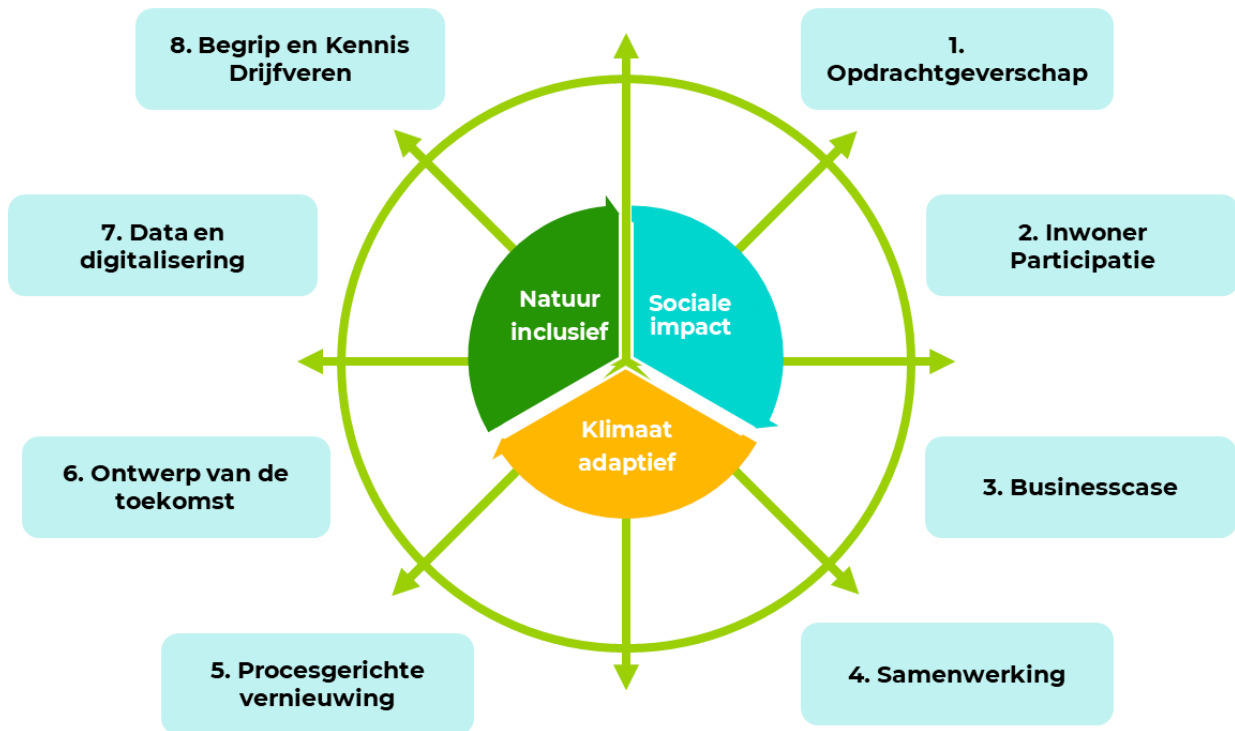 8. Begrip en Kennis
Drijfveren
1.
Opdrachtgeverschap
7. Data en
digitalisering
2. Inwoner
Participatie
Natuur
inclusief
Sociale
impact
Klimaat
adaptief
6. Ontwerp van de
toekomst
3. Businesscase
5. Procesgerichte
vernieuwing
4. Samenwerking